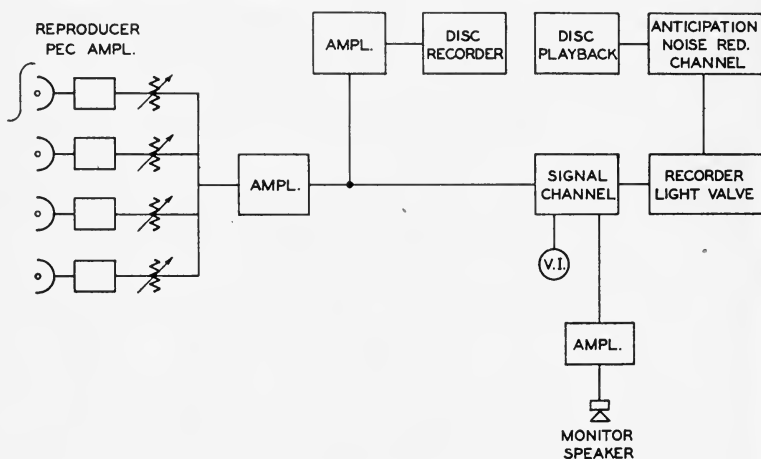 REPRODUCER
PEC AMPL.
AMPL.
DISC
RECORDER
DISC
PLAYBACK
ANTICIPATION
NOISE RED.
CHANNEL
AMPL.
SIGNAL
CHANNEL
RECORDER
LIGHT VALVE
V.I.
AMPL.
MONITOR
SPEAKER